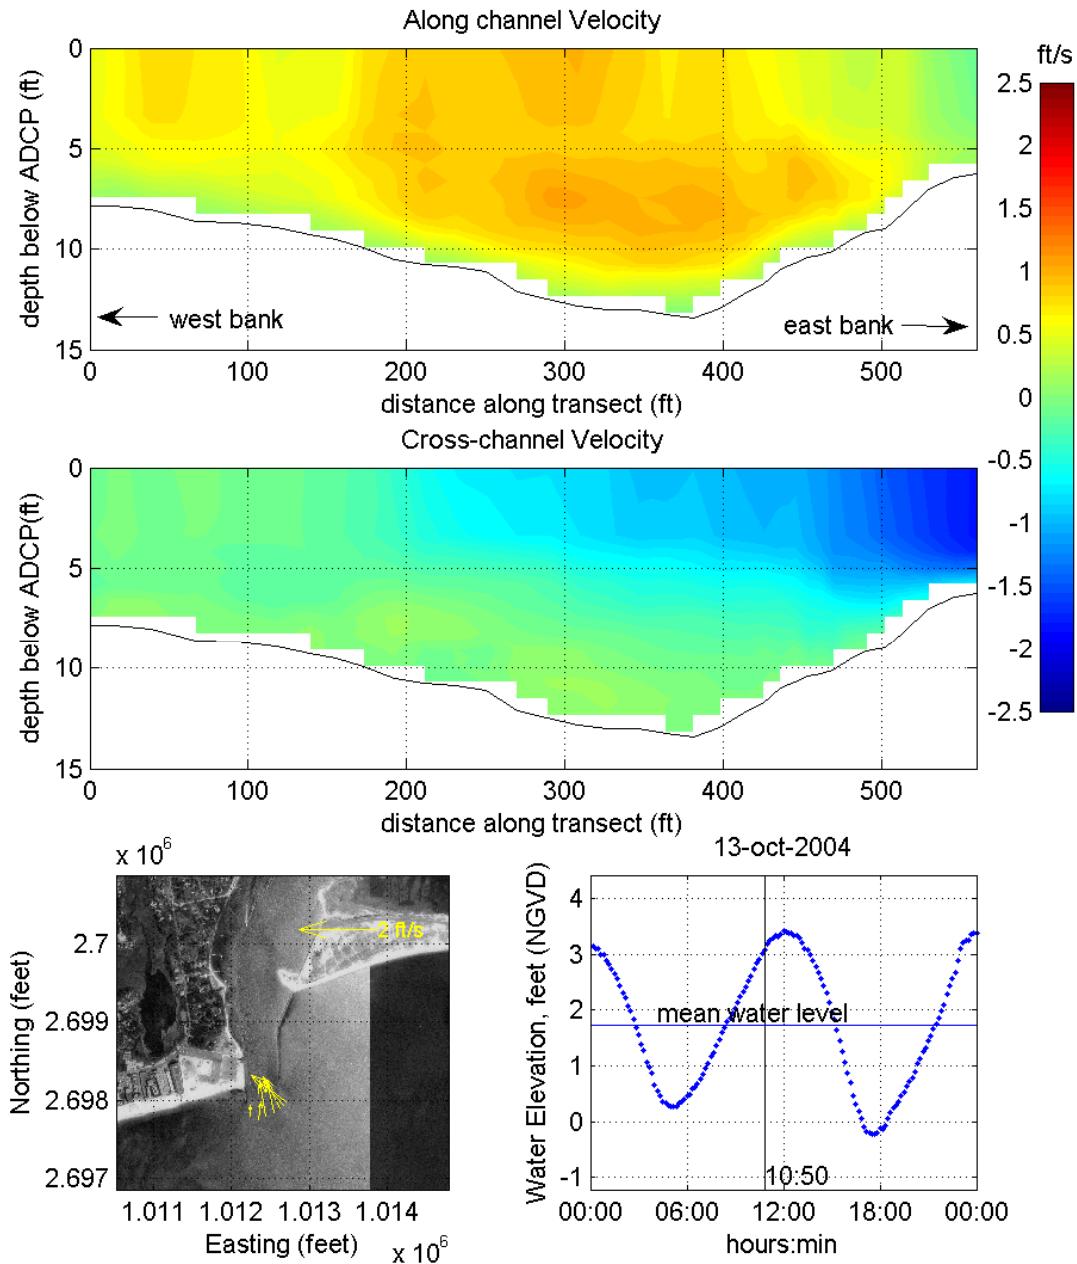 Along channel Velocity
depth below ADCP (ft)
0
5
10
15
west bank
east bank
0 100 200 300 400 500
distance along transect (ft)
ft/s
2.5
2
1.5
1
0.5
0
-0.5
-1
-1.5
-2
-2.5
Cross-channel Velocity
depth below ADCP(ft)
0
5
10
15
0 100 200 300 400 500
distance along transect (ft)
x 10^6
Northing (feet)
2.7
2.699
2.698
2.697
2 ft/s
1.011 1.012 1.013 1.014
Easting (feet) x 10^6
13-oct-2004
Water Elevation, feet (NGVD)
4
3
2
1
0
-1
mean water level
10:50
00:00 06:00 12:00 18:00 00:00
hours:min